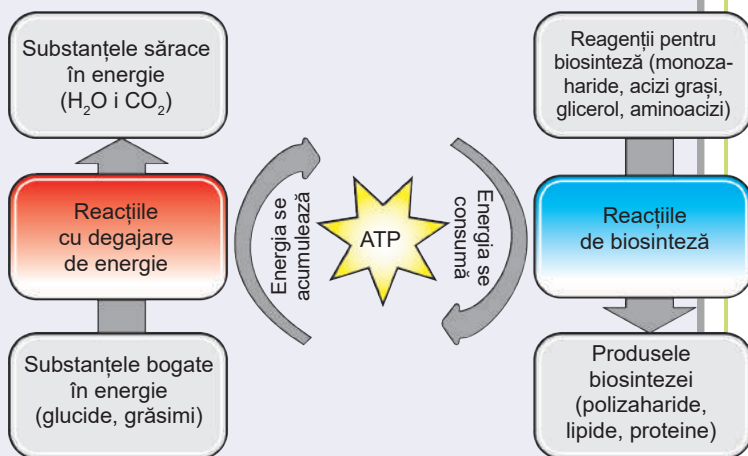 Substanțele sărace
în energie
(H₂O i CO₂)
Reacțiile
cu degajare
de energie
Substanțele bogate
în energie
(glucide, grăsimi)
Energia se
acumulează
ATP
Energia se
consumă
Reagenții pentru
biosinteză (monoza-
haride, acizi grași,
glicerol, aminoacizi)
Reacțiile
de biosinteză
Produsele
biosintezei
(polizaharide,
lipide, proteine)